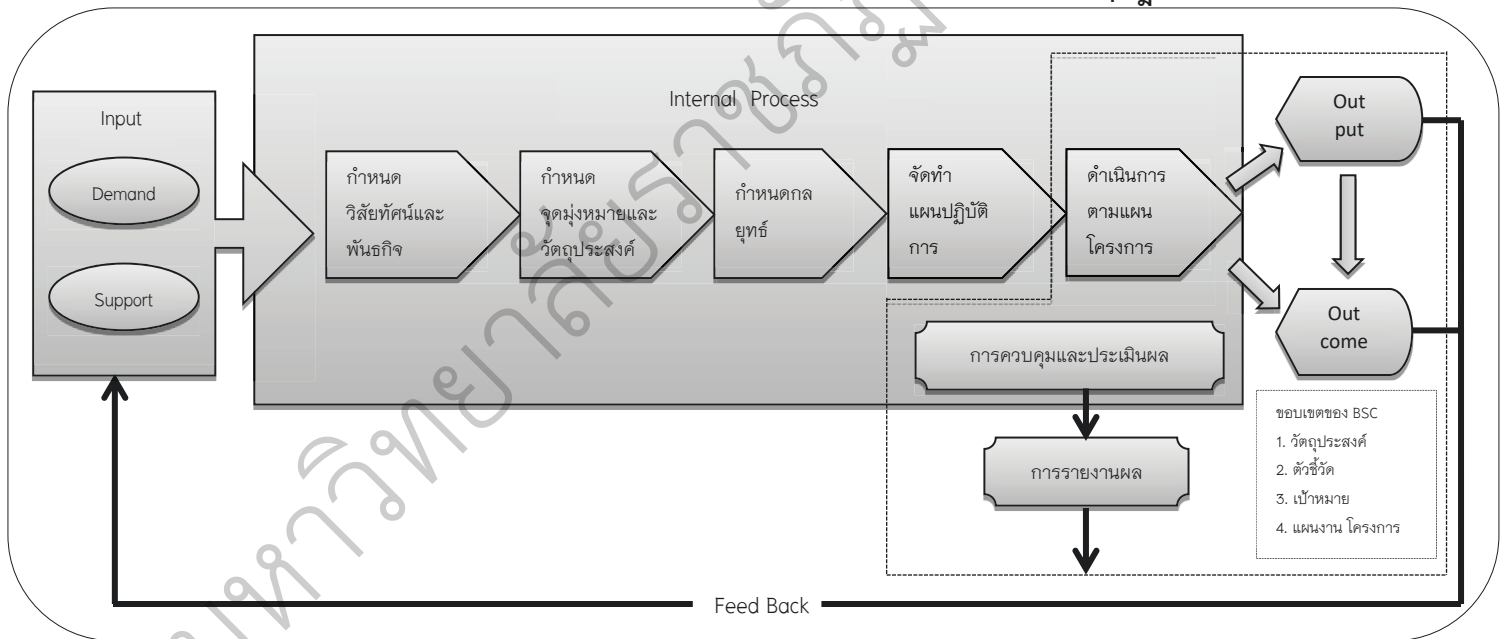 Input
Demand
Support
Internal Process
กำหนด
วิสัยทัศน์และ
พันธกิจ
กำหนด
จุดมุ่งหมายและ
วัตถุประสงค์
กำหนดกล
ยุทธ์
จัดทำ
แผนปฏิบัติ
การ
ดำเนินการ
ตามแผน
โครงการ
Out
put
Out
come
การควบคุมและประเมินผล
การรายงานผล
ขอบเขตของ BSC
1. วัตถุประสงค์
2. ตัวชี้วัด
3. เป้าหมาย
4. แผนงาน โครงการ
Feed Back